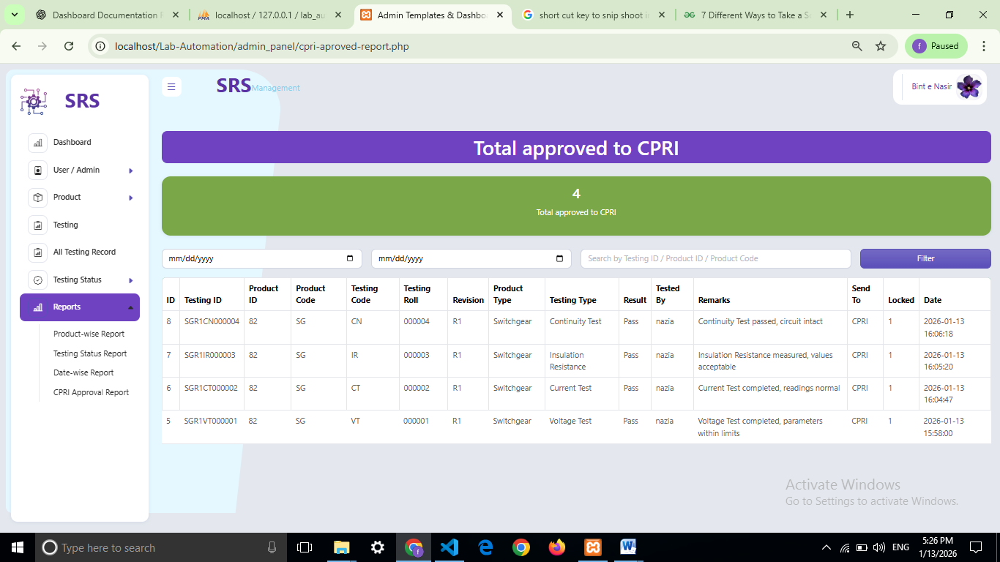 Dashboard Documentation F
localhost / 127.0.0.1 / lab_au
Admin Templates & Dashbo
short cut key to snip shoot i
7 Different Ways to Take a S
localhost/Lab-Automation/admin_panel/cpri-aproved-report.php
f Paused
SRS
SRSManagement
Bint e Nasir
Dashboard
User / Admin
Product
Testing
All Testing Record
Testing Status
Reports
Product-wise Report
Testing Status Report
Date-wise Report
CPRI Approval Report
Total approved to CPRI
4
Total approved to CPRI
mm/dd/yyyy mm/dd/yyyy Search by Testing ID / Product ID / Product Code Filter
ID Testing ID Product ID Product Code Testing Code Testing Roll Revision Product Type Testing Type Result Tested By Remarks Send To Locked Date
8 SGR1CN000004 82 SG CN 000004 R1 Switchgear Continuity Test Pass nazia Continuity Test passed, circuit intact CPRI 1 2026-01-13 16:06:18
7 SGR1IR000003 82 SG IR 000003 R1 Switchgear Insulation Resistance Pass nazia Insulation Resistance measured, values acceptable CPRI 1 2026-01-13 16:05:20
6 SGR1CT000002 82 SG CT 000002 R1 Switchgear Current Test Pass nazia Current Test completed, readings normal CPRI 1 2026-01-13 16:04:47
5 SGR1VT000001 82 SG VT 000001 R1 Switchgear Voltage Test Pass nazia Voltage Test completed, parameters within limits CPRI 1 2026-01-13 15:58:00
Activate Windows
Go to Settings to activate Windows.
Type here to search
ENG
5:26 PM
1/13/2026